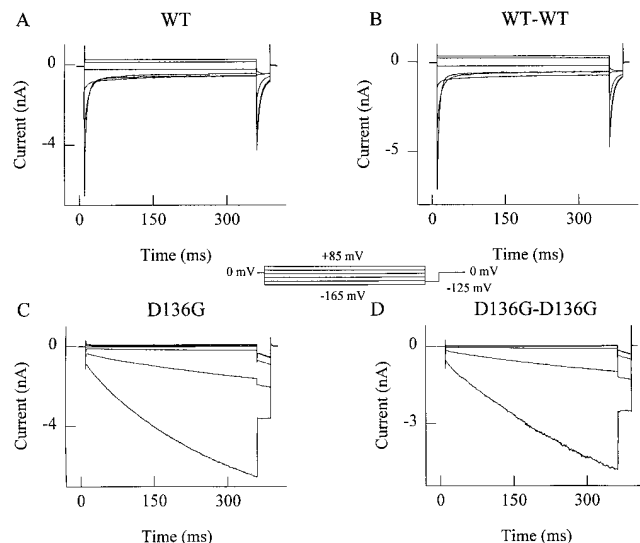 A
WT
0
-4
Current (nA)
0
150
300
Time (ms)
B
WT-WT
0
-5
Current (nA)
0
150
300
Time (ms)
+85 mV
0 mV
0 mV
-125 mV
-165 mV
C
D136G
0
-4
Current (nA)
0
150
300
Time (ms)
D
D136G-D136G
0
-3
Current (nA)
0
150
300
Time (ms)